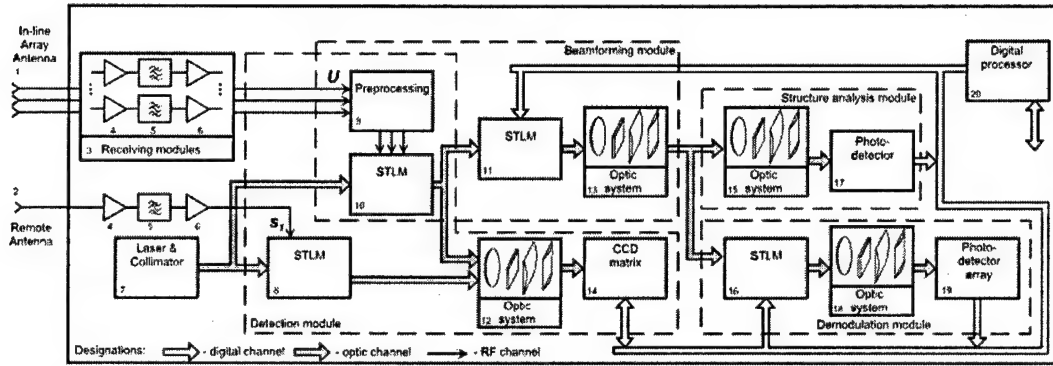 In-line
Array
Antenna
1
4
5
6
3 Receiving modules
2
Remote
Antenna
4
5
6
Laser &
Collimator
7
U
Preprocessing
9
STLM
10
S₁
STLM
8
Detection module
Beamforming module
STLM
11
13
Optic
system
12
Optic
system
CCD
matrix
14
Structure analysis module
15
Optic
system
Photo-
detector
17
Digital
processor
20
STLM
16
18
Optic
system
Photo-
detector
array
19
Demodulation module
Designations:
- digital channel
- optic channel
- RF channel